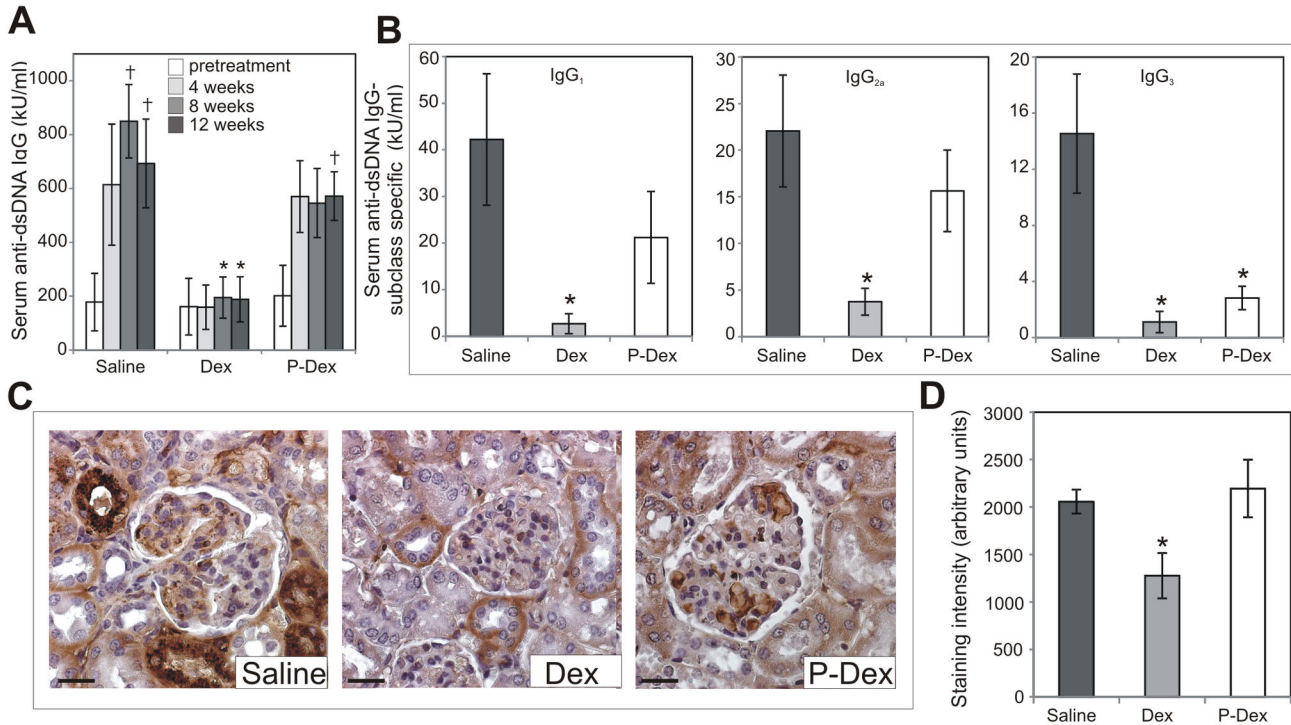 A
Serum anti-dsDNA IgG (kU/ml)
1000
800
600
400
200
0
pretreatment
4 weeks
8 weeks
12 weeks
†
†
* *
†
Saline Dex P-Dex
B
Serum anti-dsDNA IgG-
subclass specific (kU/ml)
IgG₁
60
50
40
30
20
10
0
*
Saline Dex P-Dex
IgG₂ₐ
30
25
20
15
10
5
0
*
Saline Dex P-Dex
IgG₃
20
16
12
8
4
0
*
*
Saline Dex P-Dex
C
Saline
Dex
P-Dex
D
Staining intensity (arbitrary units)
3000
2500
2000
1500
1000
500
0
*
Saline Dex P-Dex